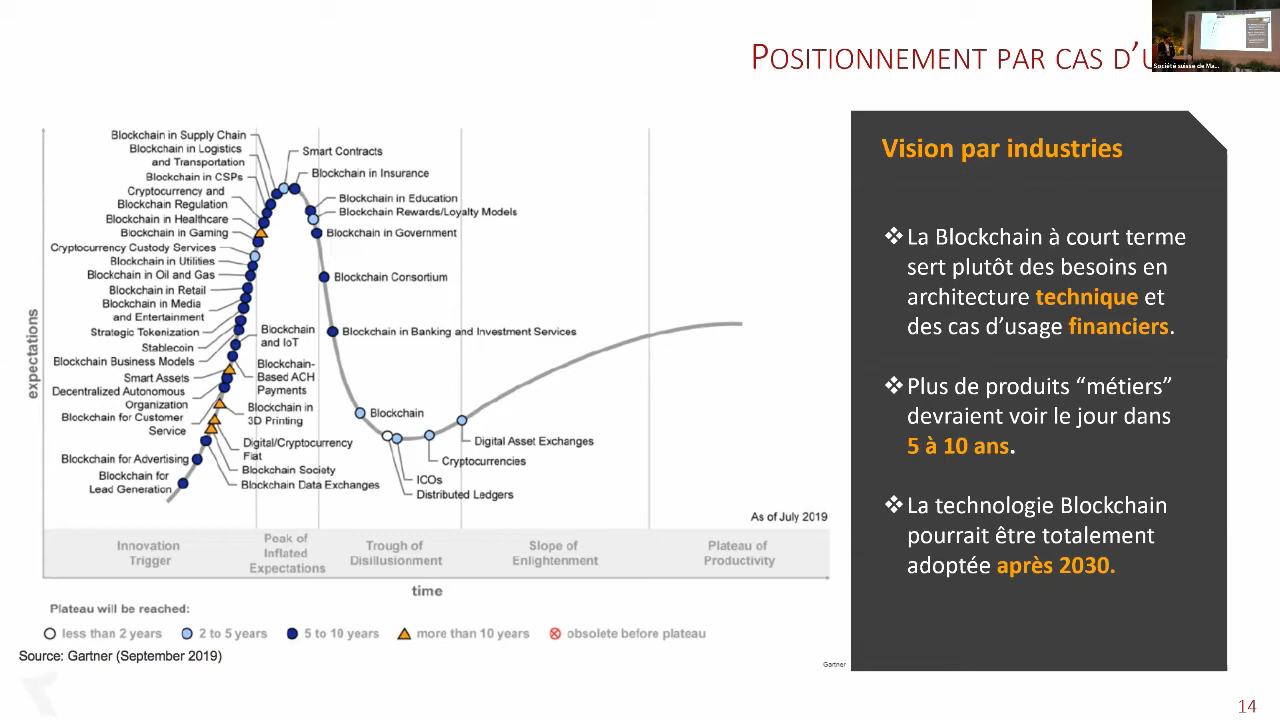 POSITIONNEMENT PAR CAS D'U
Société suisse de Ma...
Blockchain in Supply Chain
Blockchain in Logistics
and Transportation
Blockchain in CSPs
Cryptocurrency and
Blockchain Regulation
Blockchain in Healthcare
Blockchain in Gaming
Cryptocurrency Custody Services
Blockchain in Utilities
Blockchain in Oil and Gas
Blockchain in Retail
Blockchain in Media
and Entertainment
Strategic Tokenization
Stablecoin
Blockchain Business Models
Smart Assets
Decentralized Autonomous
Organization
Blockchain for Customer
Service
Blockchain for Advertising
Blockchain for
Lead Generation
Smart Contracts
Blockchain in Insurance
Blockchain in Education
Blockchain Rewards/Loyalty Models
Blockchain in Government
Blockchain Consortium
Blockchain in Banking and Investment Services
Blockchain
and IoT
Blockchain-
Based ACH
Payments
Blockchain in
3D Printing
Digital/Cryptocurrency
Fiat
Blockchain Society
Blockchain Data Exchanges
Blockchain
Digital Asset Exchanges
Cryptocurrencies
ICOs
Distributed Ledgers
expectations
As of July 2019
Innovation
Trigger
Peak of
Inflated
Expectations
Trough of
Disillusionment
Slope of
Enlightenment
Plateau of
Productivity
time
Plateau will be reached:
less than 2 years
2 to 5 years
5 to 10 years
more than 10 years
obsolete before plateau
Source: Gartner (September 2019)
Gartner
Vision par industries
❖La Blockchain à court terme
sert plutôt des besoins en
architecture technique et
des cas d'usage financiers.
❖Plus de produits “métiers”
devraient voir le jour dans
5 à 10 ans.
❖La technologie Blockchain
pourrait être totalement
adoptée après 2030.
14